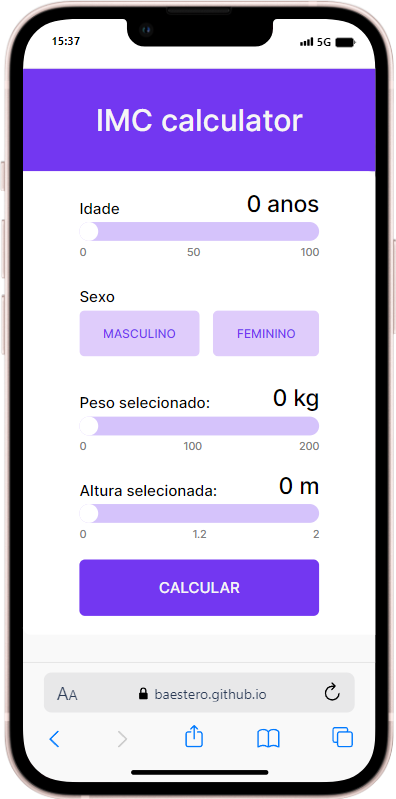 15:37
5G
IMC calculator
Idade
0 anos
0 50 100
Sexo
MASCULINO FEMININO
Peso selecionado:
0 kg
0 100 200
Altura selecionada:
0 m
0 1.2 2
CALCULAR
AA
baestero.github.io